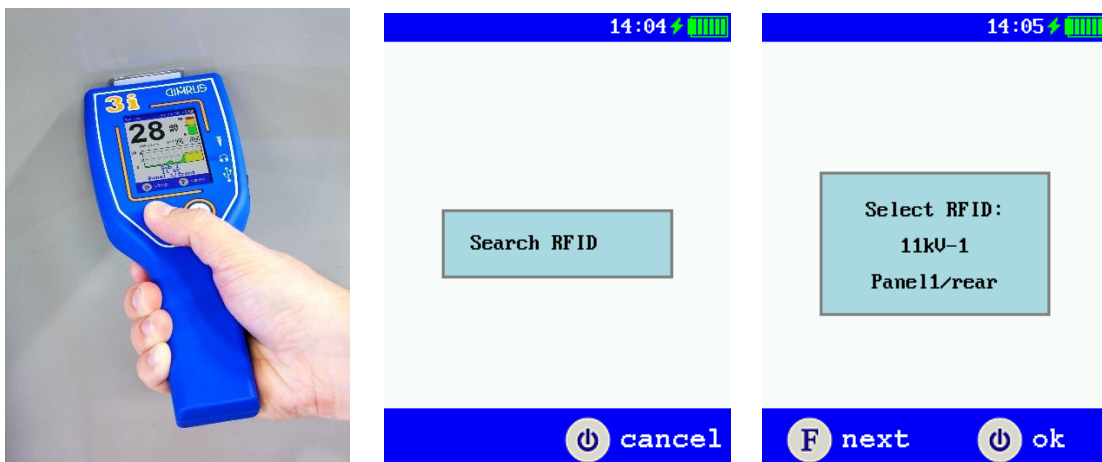 3i
DIMRUS
28
14:04
Search RFID
cancel
14:05
Select RFID:
11kV-1
Panel1/rear
F next
ok